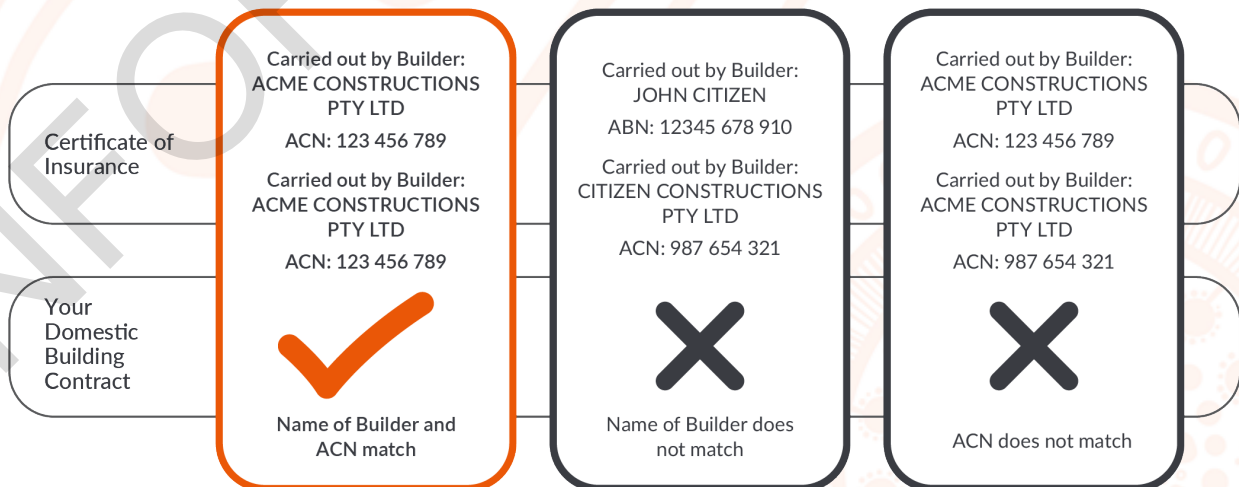 Certificate of
Insurance
Carried out by Builder:
ACME CONSTRUCTIONS
PTY LTD
ACN: 123 456 789
Carried out by Builder:
ACME CONSTRUCTIONS
PTY LTD
ACN: 123 456 789
Name of Builder and
ACN match
Carried out by Builder:
JOHN CITIZEN
ABN: 12345 678 910
Carried out by Builder:
CITIZEN CONSTRUCTIONS
PTY LTD
ACN: 987 654 321
Name of Builder does
not match
Carried out by Builder:
ACME CONSTRUCTIONS
PTY LTD
ACN: 123 456 789
Carried out by Builder:
ACME CONSTRUCTIONS
PTY LTD
ACN: 987 654 321
ACN does not match
Your
Domestic
Building
Contract